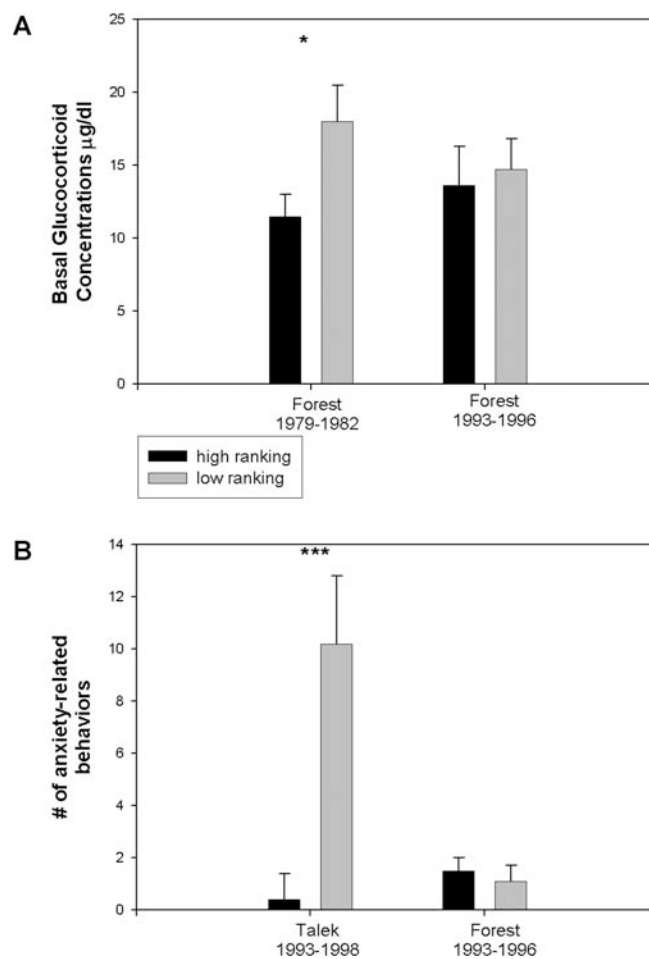 A
Basal Glucocorticoid
Concentrations µg/dl
25
20
15
10
5
0
*
Forest
1979-1982
Forest
1993-1996
high ranking
low ranking
B
# of anxiety-related
behaviors
14
12
10
8
6
4
2
0
***
Talek
1993-1998
Forest
1993-1996